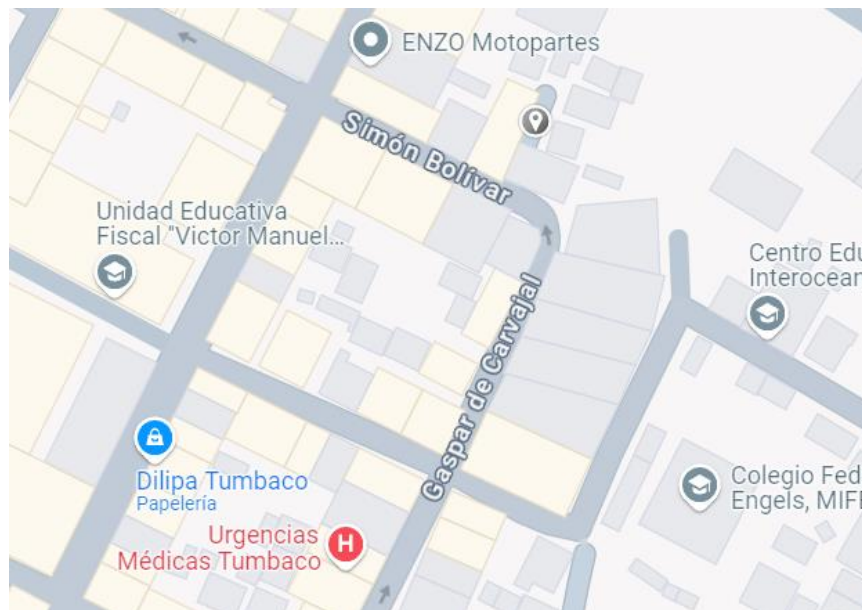 ENZO Motopartes
Simón Bolívar
Unidad Educativa
Fiscal "Victor Manuel...
Centro Edu
Interocean
Gaspar de Carvajal
Dilipa Tumbaco
Papelería
Colegio Fed
Engels, MIFE
Urgencias
Médicas Tumbaco
H